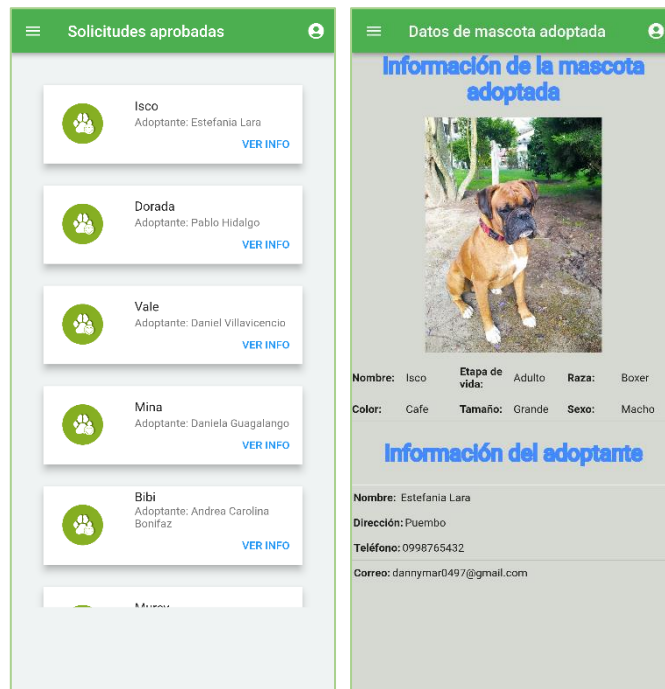 Solicitudes aprobadas
Isco
Adoptante: Estefania Lara
VER INFO
Dorada
Adoptante: Pablo Hidalgo
VER INFO
Vale
Adoptante: Daniel Villavicencio
VER INFO
Mina
Adoptante: Daniela Guagalango
VER INFO
Bibi
Adoptante: Andrea Carolina
Bonifaz
VER INFO
Datos de mascota adoptada
Información de la mascota
adoptada
Nombre: Isco Etapa de vida: Adulto Raza: Boxer
Color: Cafe Tamaño: Grande Sexo: Macho
Información del adoptante
Nombre: Estefania Lara
Dirección: Puembo
Teléfono: 0998765432
Correo: dannymar0497@gmail.com